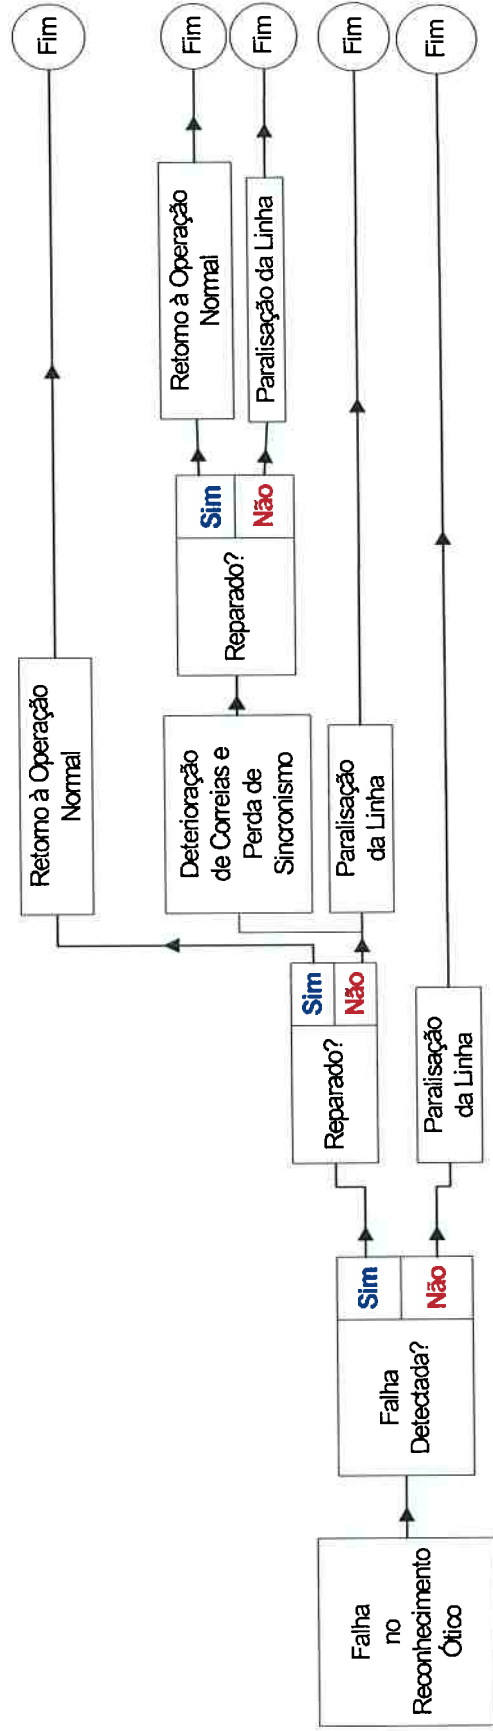 Falha
no
Reconhecimento
Ótico
Falha
Detectada?
Sim
Não
Reparado?
Sim
Não
Paralisação
da Linha
Retorno à Operação
Normal
Deterioração
de Correias e
Perda de
Sincronismo
Paralisação
da Linha
Reparado?
Sim
Não
Retorno à Operação
Normal
Paralisação da Linha
Fim
Fim
Fim
Fim
Fim